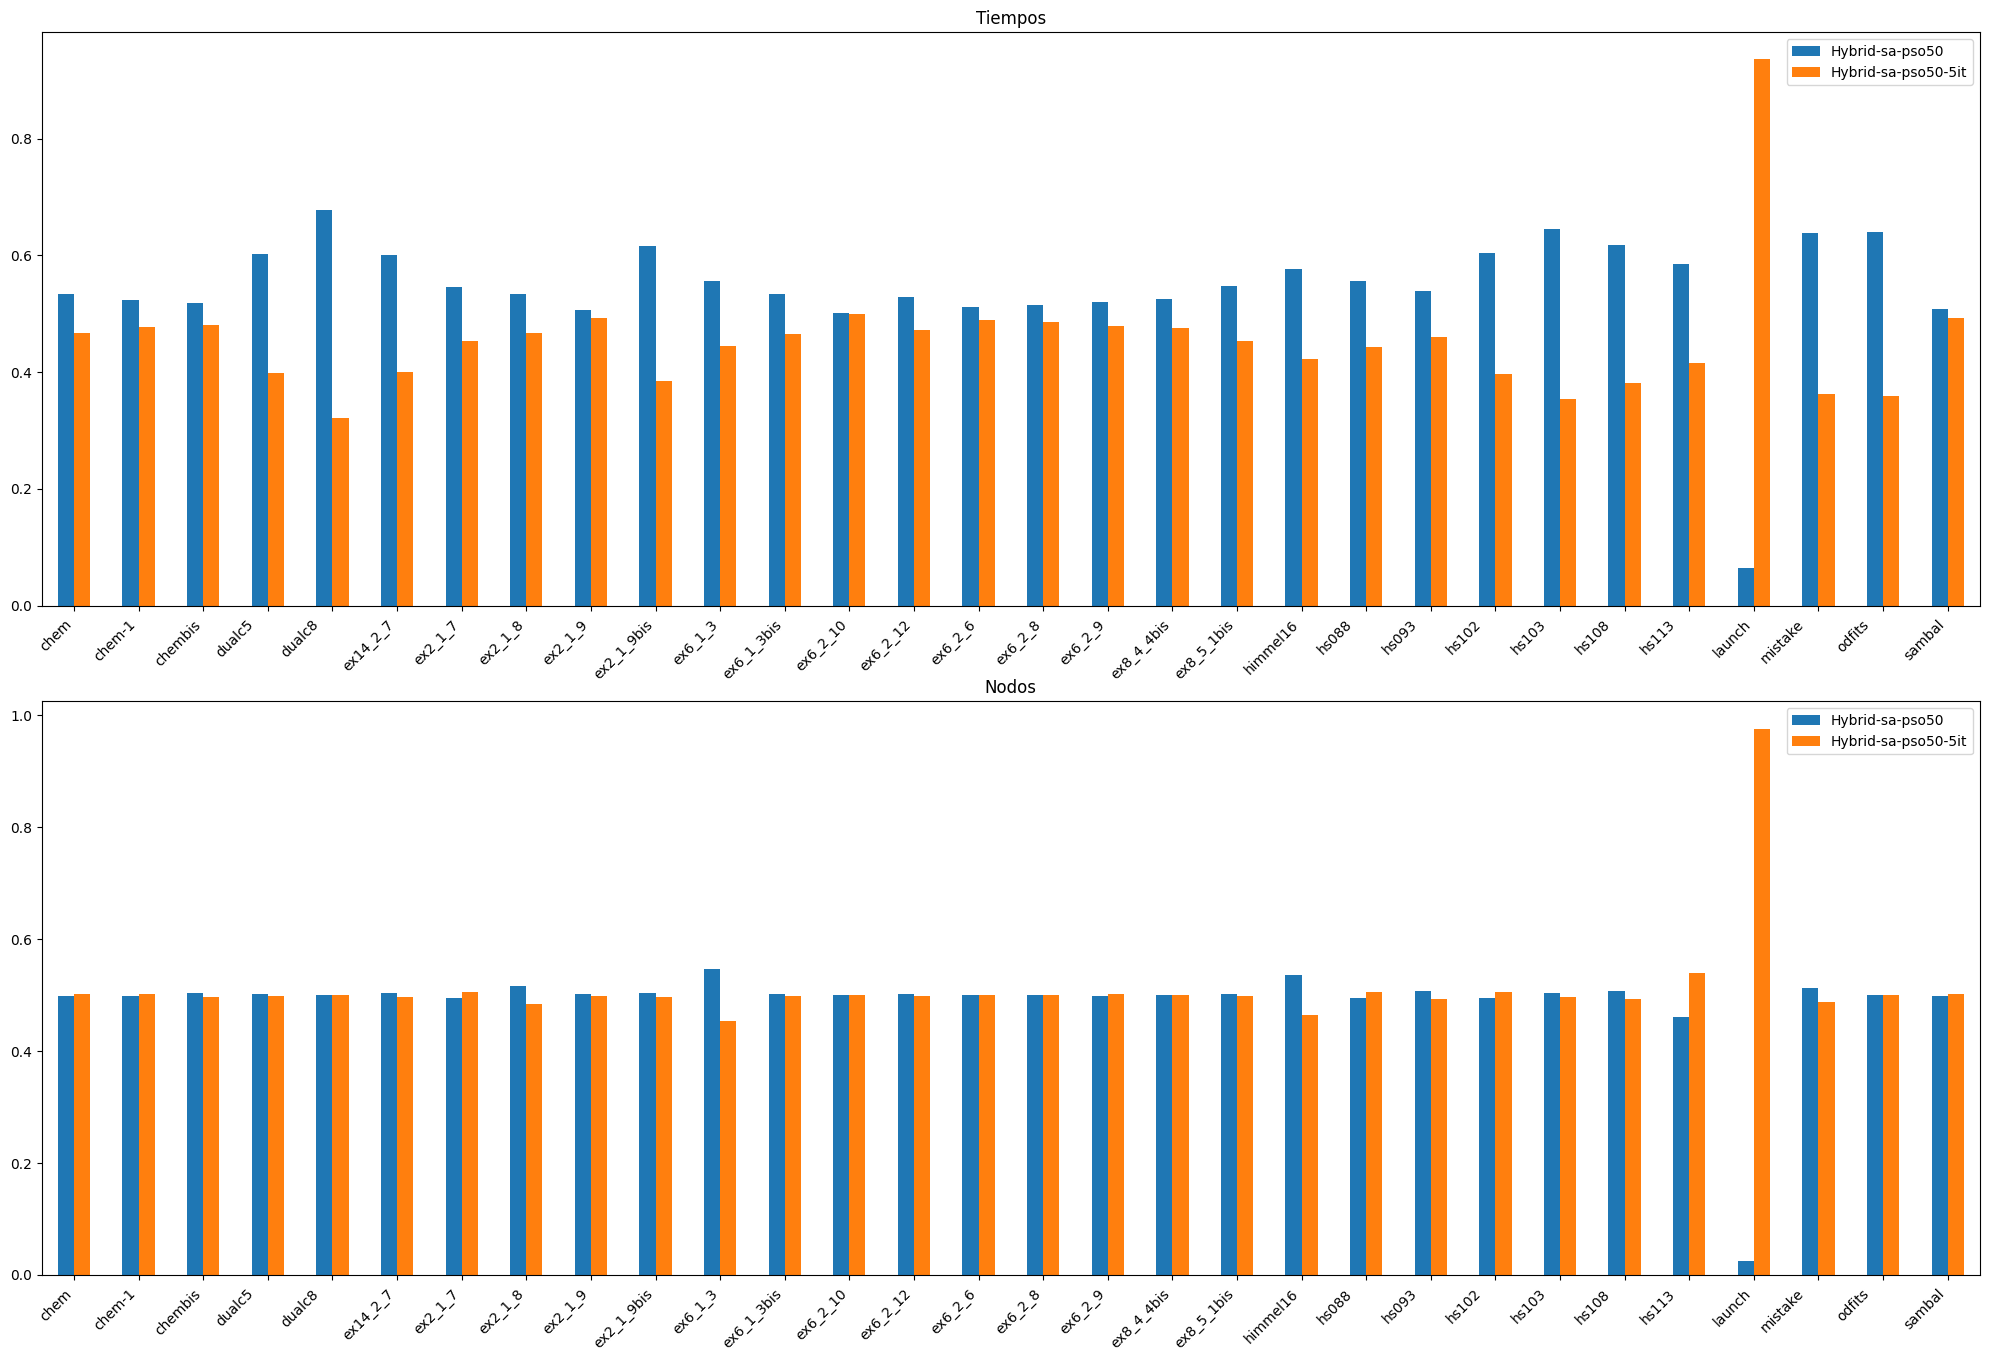 Tiempos
Hybrid-sa-pso50
Hybrid-sa-pso50-5it
0.8
0.6
0.4
0.2
0.0
chem chem-1 chembis dualc5 dualc8 ex14_2_7 ex2_1_7 ex2_1_8 ex2_1_9 ex2_1_9bis ex6_1_3 ex6_1_3bis ex6_2_10 ex6_2_12 ex6_2_6 ex6_2_8 ex6_2_9 ex8_4_4bis ex8_5_1bis himmel16 hs088 hs093 hs102 hs103 hs108 hs113 launch mistake odfits sambal
Nodos
Hybrid-sa-pso50
Hybrid-sa-pso50-5it
1.0
0.8
0.6
0.4
0.2
0.0
chem chem-1 chembis dualc5 dualc8 ex14_2_7 ex2_1_7 ex2_1_8 ex2_1_9 ex2_1_9bis ex6_1_3 ex6_1_3bis ex6_2_10 ex6_2_12 ex6_2_6 ex6_2_8 ex6_2_9 ex8_4_4bis ex8_5_1bis himmel16 hs088 hs093 hs102 hs103 hs108 hs113 launch mistake odfits sambal